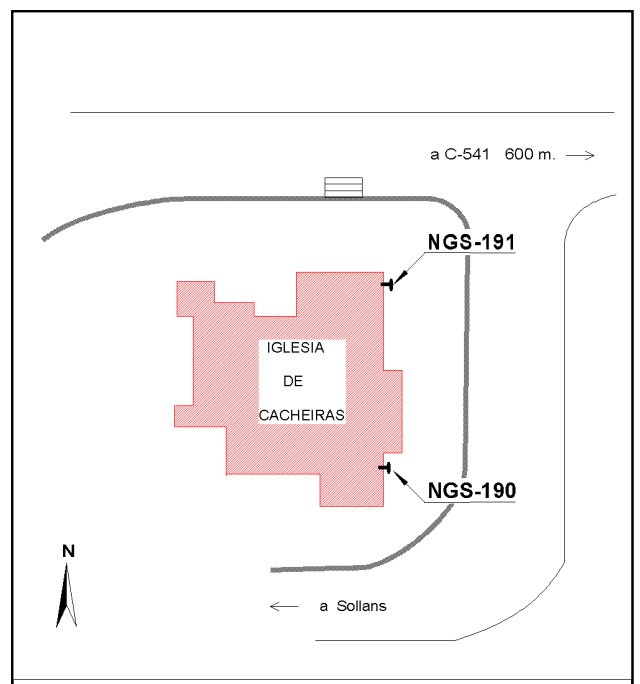 a C-541 600 m.
NGS-191
IGLESIA
DE
CACHEIRAS
NGS-190
N
a Sollans